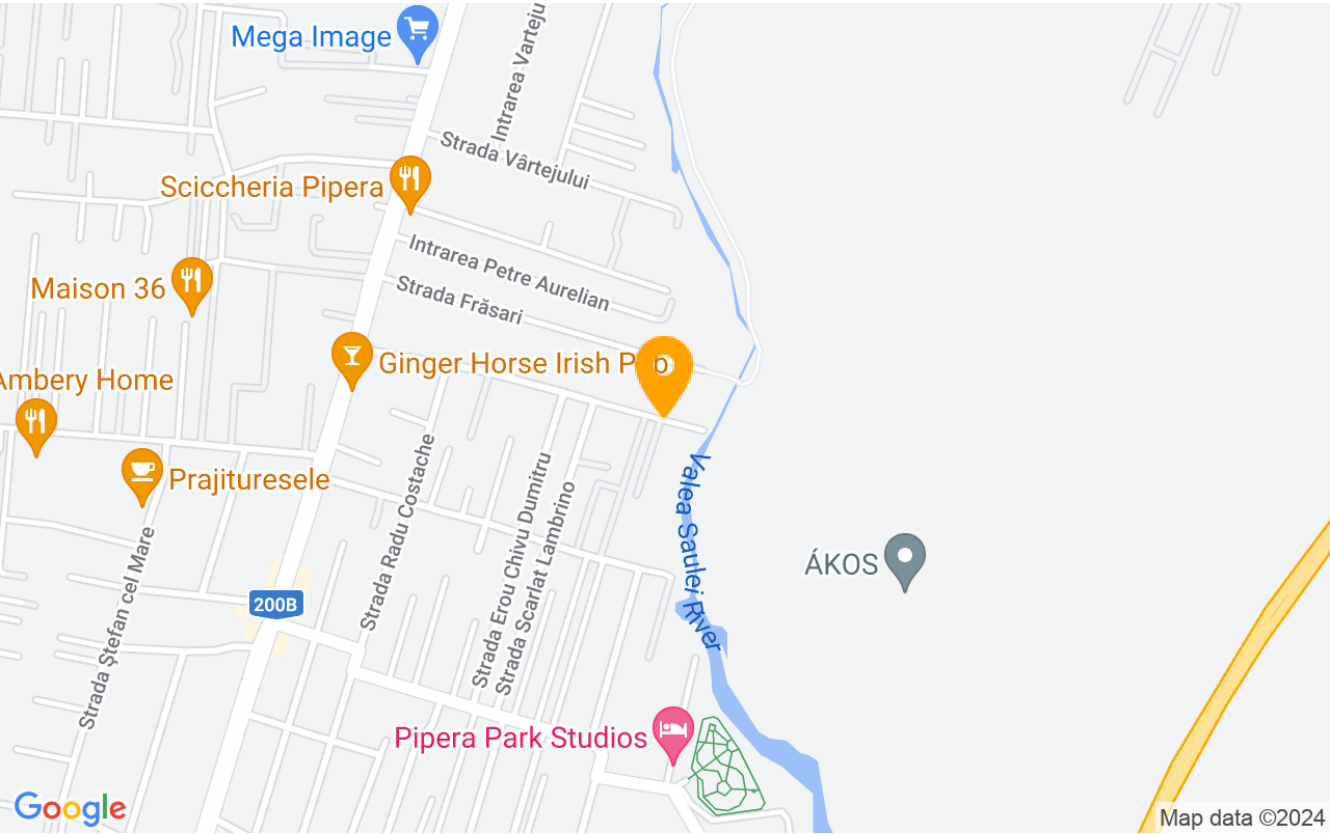 Mega Image
Intrarea Varteju
Strada Vârtejului
Sciccheria Pipera
Intrarea Petre Aurelian
Maison 36
Strada Frăsari
Ginger Horse Irish P b
Ambery Home
Prajituresele
Strada Radu Costache
Strada Erou Chivu Dumitru
Strada Scarlat Lambrino
Valea Saulei River
ÁKOS
Strada Ștefan cel Mare
200B
Pipera Park Studios
Google
Map data ©2024